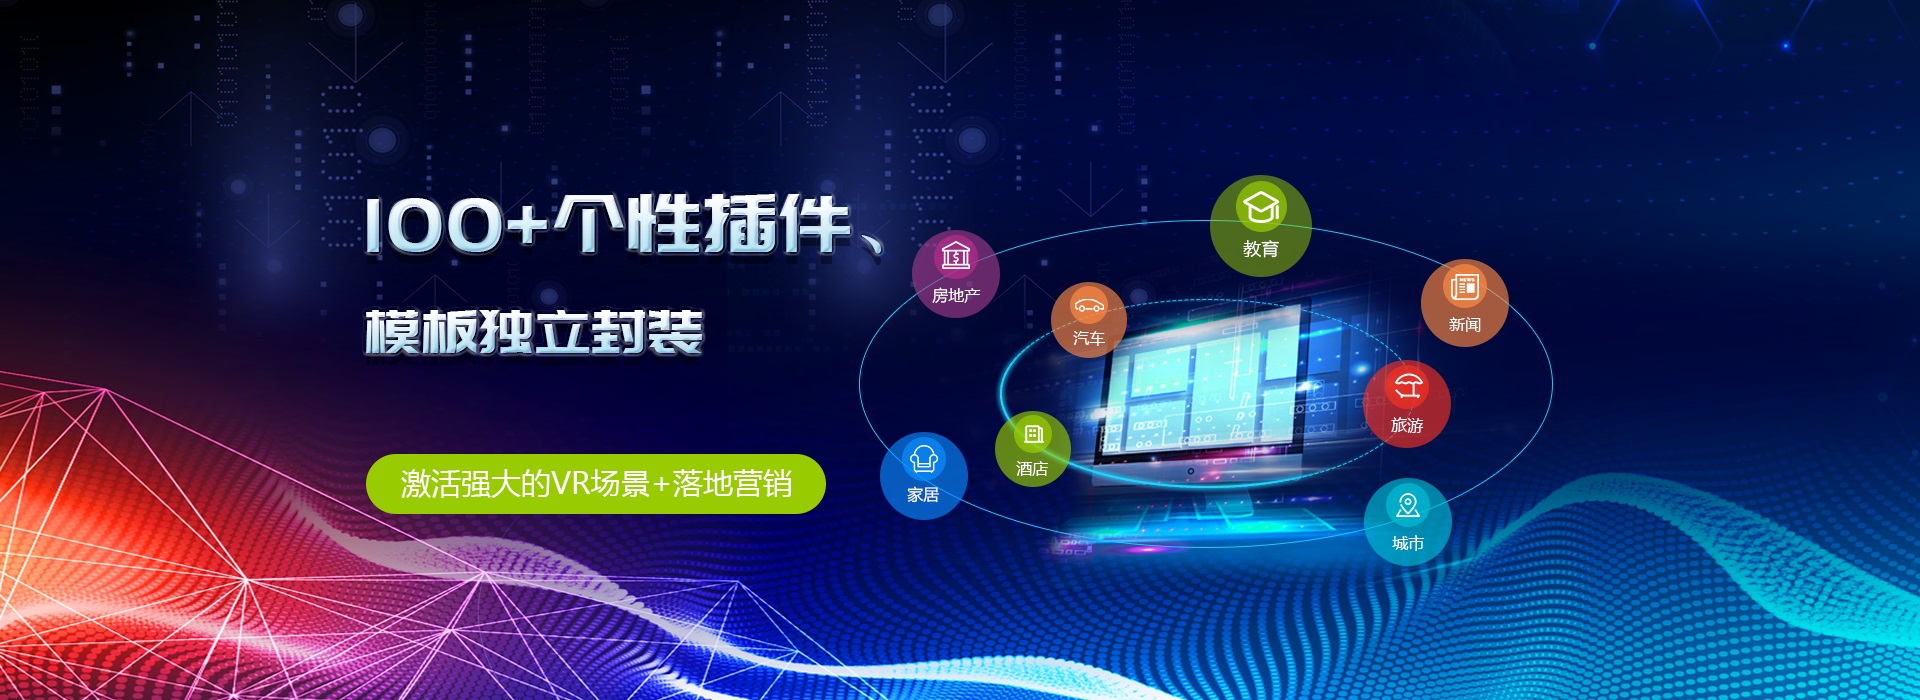 100+个性插件、
模板独立封装
激活强大的VR场景+落地营销
教育
房地产
新闻
汽车
旅游
酒店
家居
城市
NEWS